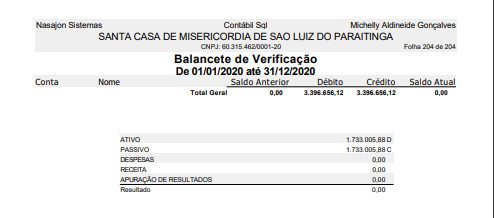 Nasajon Sistemas Contábil Sql Michelly Aldineide Gonçalves
SANTA CASA DE MISERICORDIA DE SAO LUIZ DO PARAITINGA
CNPJ: 60.315.462/0001-20 Folha 204 de 204
Balancete de Verificação
De 01/01/2020 até 31/12/2020
Conta Nome Saldo Anterior Débito Crédito Saldo Atual
Total Geral 0,00 3.396.656,12 3.396.656,12 0,00
ATIVO 1.733.005,88 D
PASSIVO 1.733.005,88 C
DESPESAS 0,00
RECEITA 0,00
APURAÇÃO DE RESULTADOS 0,00
Resultado 0,00